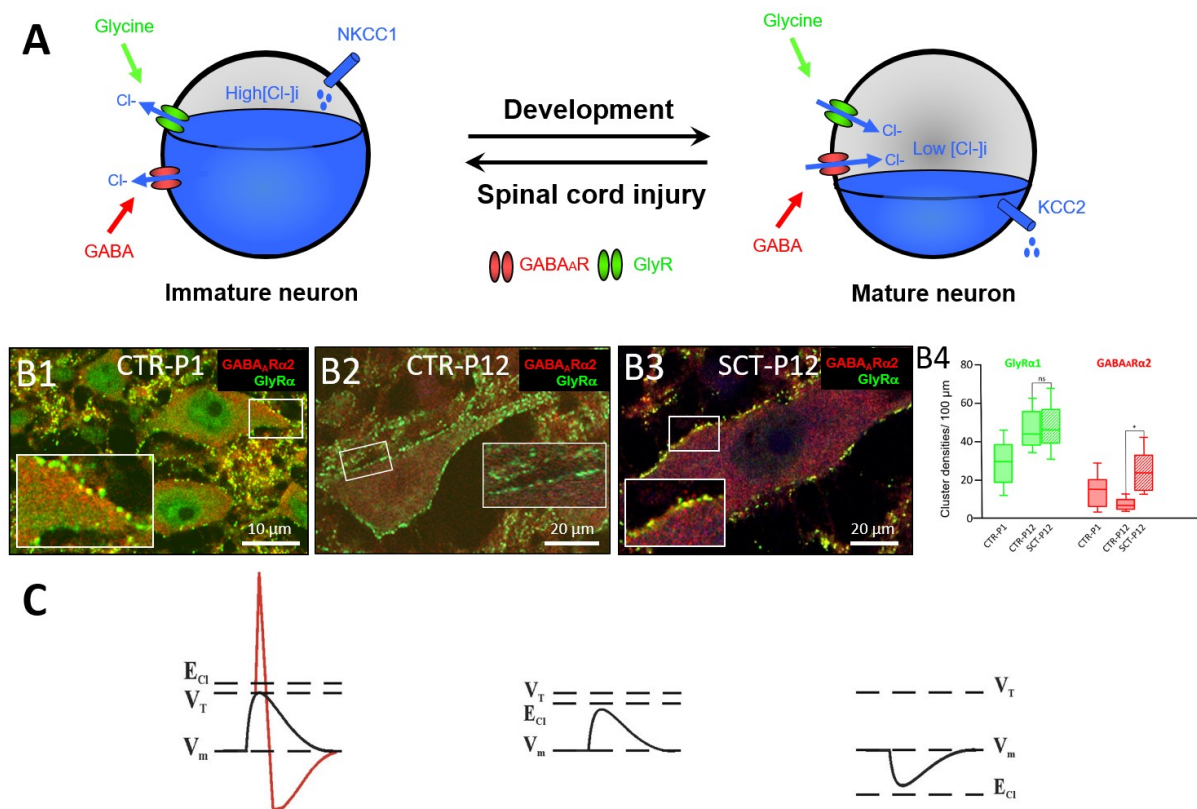 A
Glycine
NKCC1
Cl-
High[Cl-]i
Cl-
GABA
Immature neuron
Development
Spinal cord injury
GABAAR GlyR
Glycine
Cl-
Low [Cl-]i
Cl-
KCC2
GABA
Mature neuron
B1 CTR-P1 GABAARα2
GlyRα
10 µm
B2 CTR-P12 GABAARα2
GlyRα
20 µm
B3 SCT-P12 GABAARα2
GlyRα
20 µm
B4
GlyRα1 GABAARα2
Cluster densities/ 100 µm
80
60
40
20
0
ns
*
CTR-P1
CTR-P12
SCT-P12
CTR-P1
CTR-P12
SCT-P12
C
ECl
VT
Vm
VT
ECl
Vm
VT
Vm
ECl